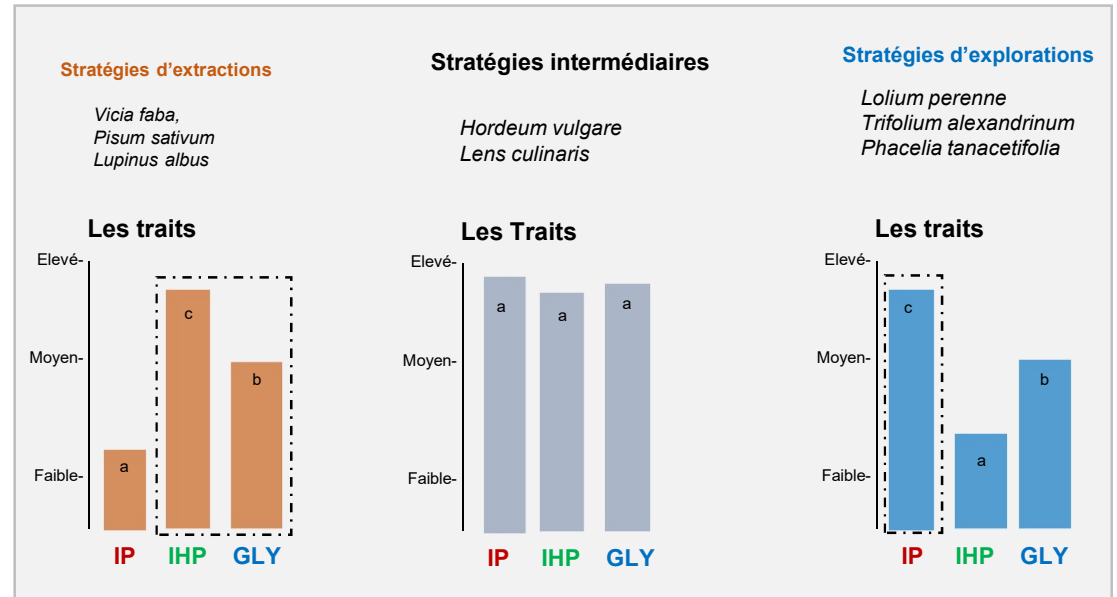 Stratégies d'extractions
Vicia faba,
Pisum sativum
Lupinus albus
Les traits
Elevé-
Moyen-
Faible-
a
c
b
IP IHP GLY
Stratégies intermédiaires
Hordeum vulgare
Lens culinaris
Les Traits
Elevé-
Moyen-
Faible-
a
a
a
IP IHP GLY
Stratégies d'explorations
Lolium perenne
Trifolium alexandrinum
Phacelia tanacetifolia
Les traits
Elevé-
Moyen-
Faible-
c
a
b
IP IHP GLY